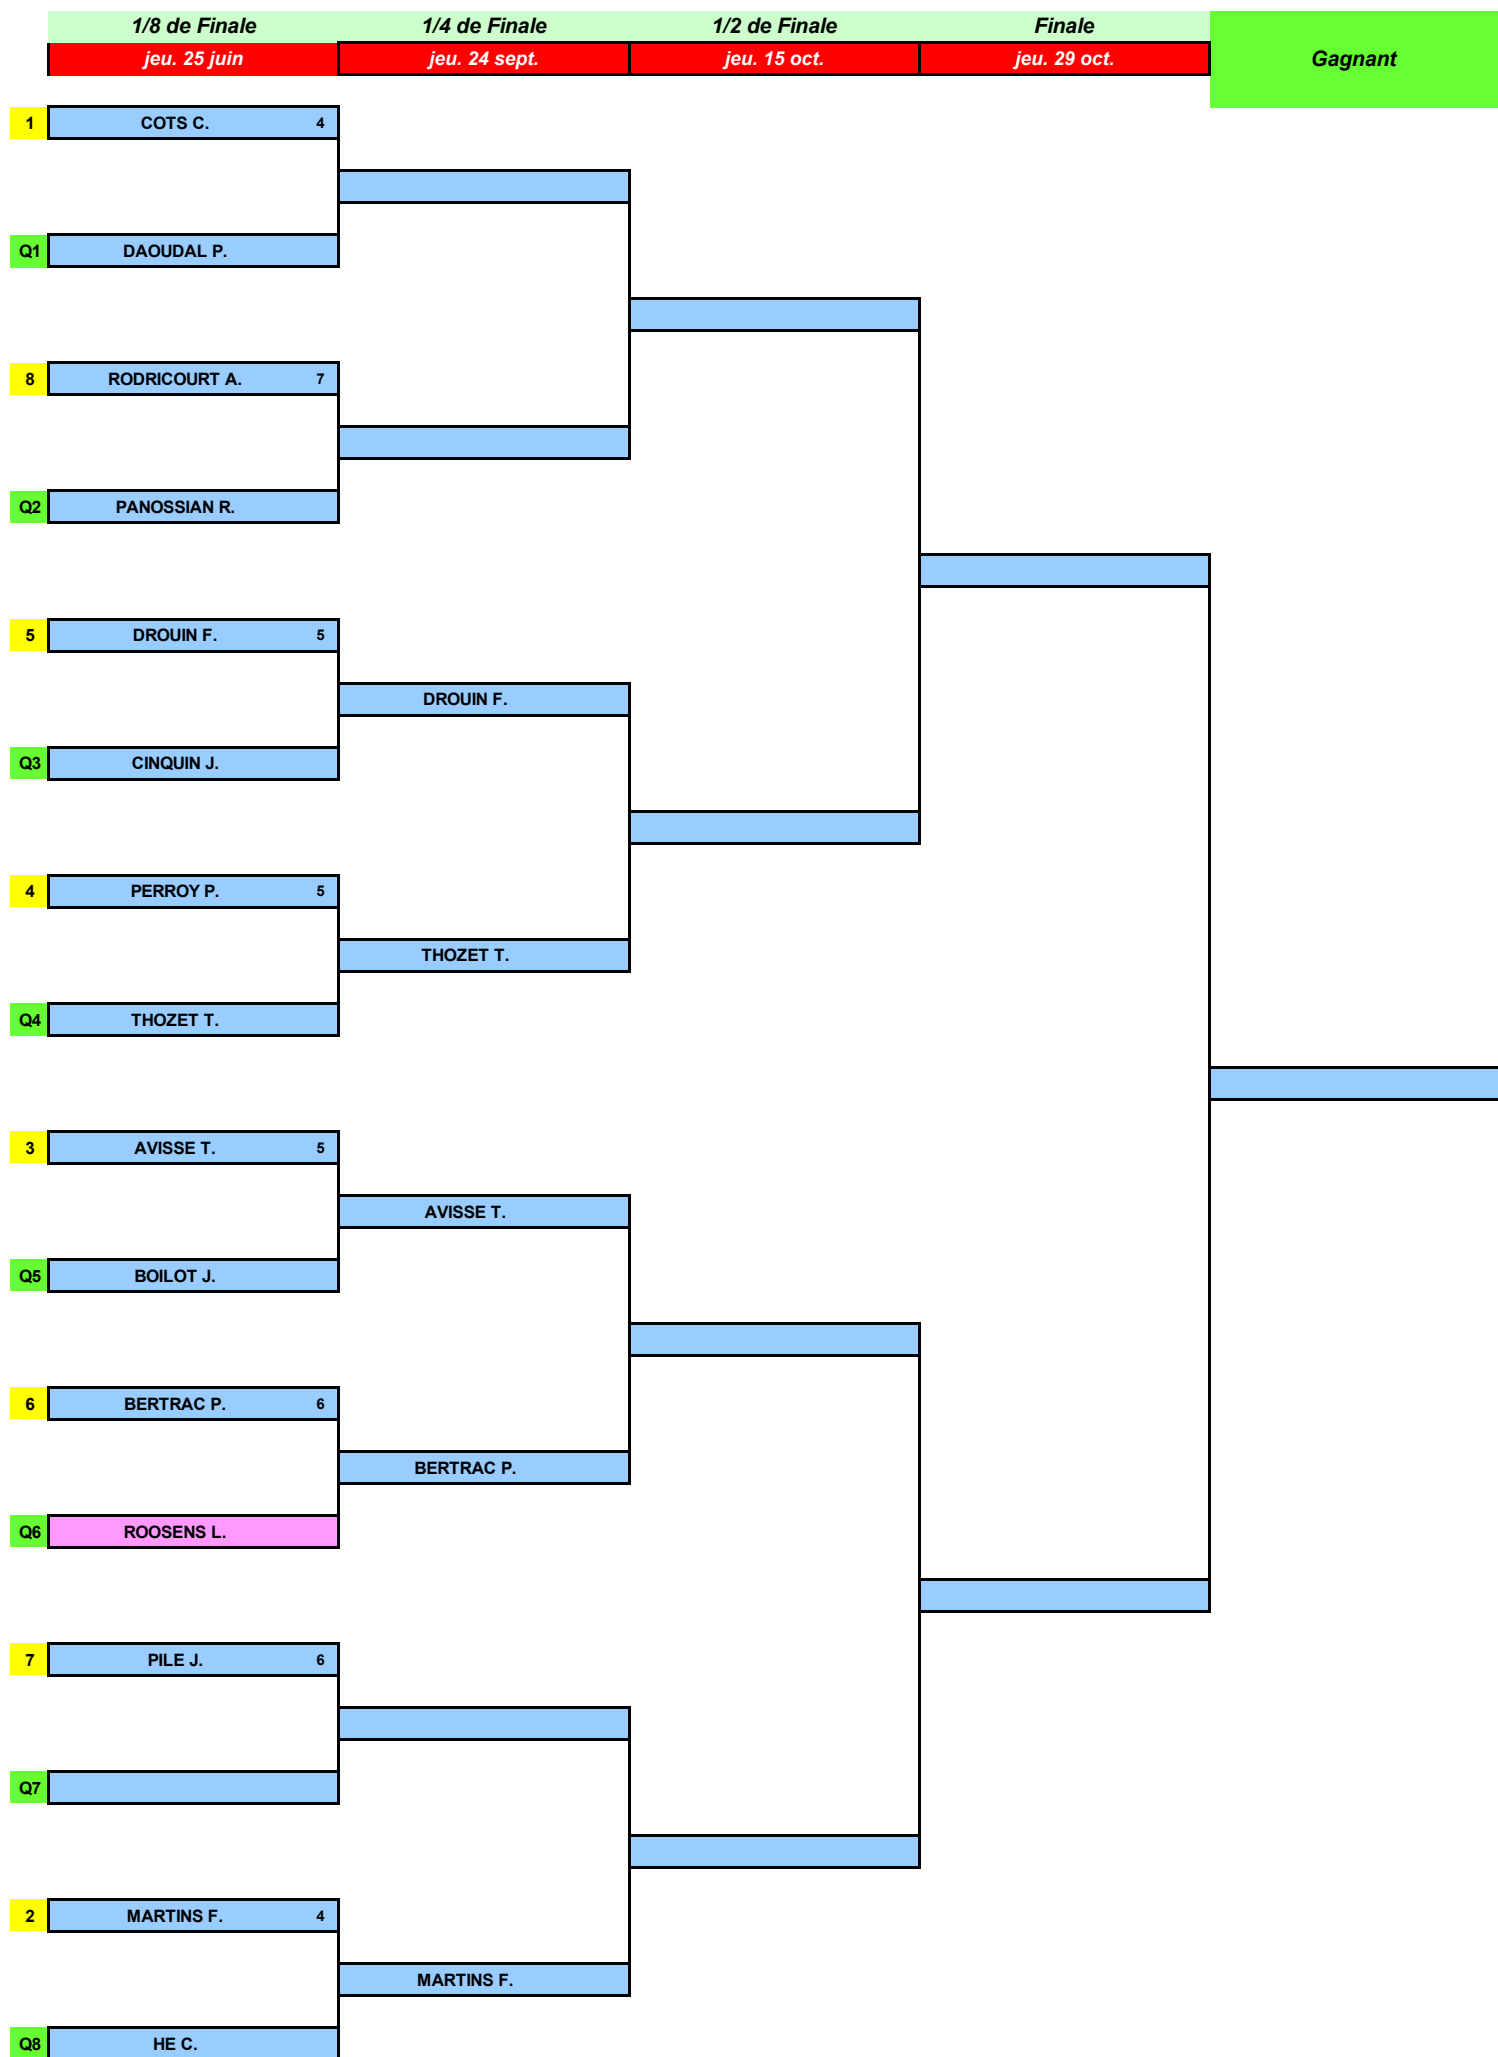 1/8 de Finale 1/4 de Finale 1/2 de Finale Finale
jeu. 25 juin jeu. 24 sept. jeu. 15 oct. jeu. 29 oct. Gagnant
1 COTS C. 4
Q1 DAOUDAL P.
8 RODRICOURT A. 7
Q2 PANOSSIAN R.
5 DROUIN F. 5
DROUIN F.
Q3 CINQUIN J.
4 PERROY P. 5
THOZET T.
Q4 THOZET T.
3 AVISSE T. 5
AVISSE T.
Q5 BOILOT J.
6 BERTRAC P. 6
BERTRAC P.
Q6 ROOSENS L.
7 PILE J. 6
Q7
2 MARTINS F. 4
MARTINS F.
Q8 HE C.